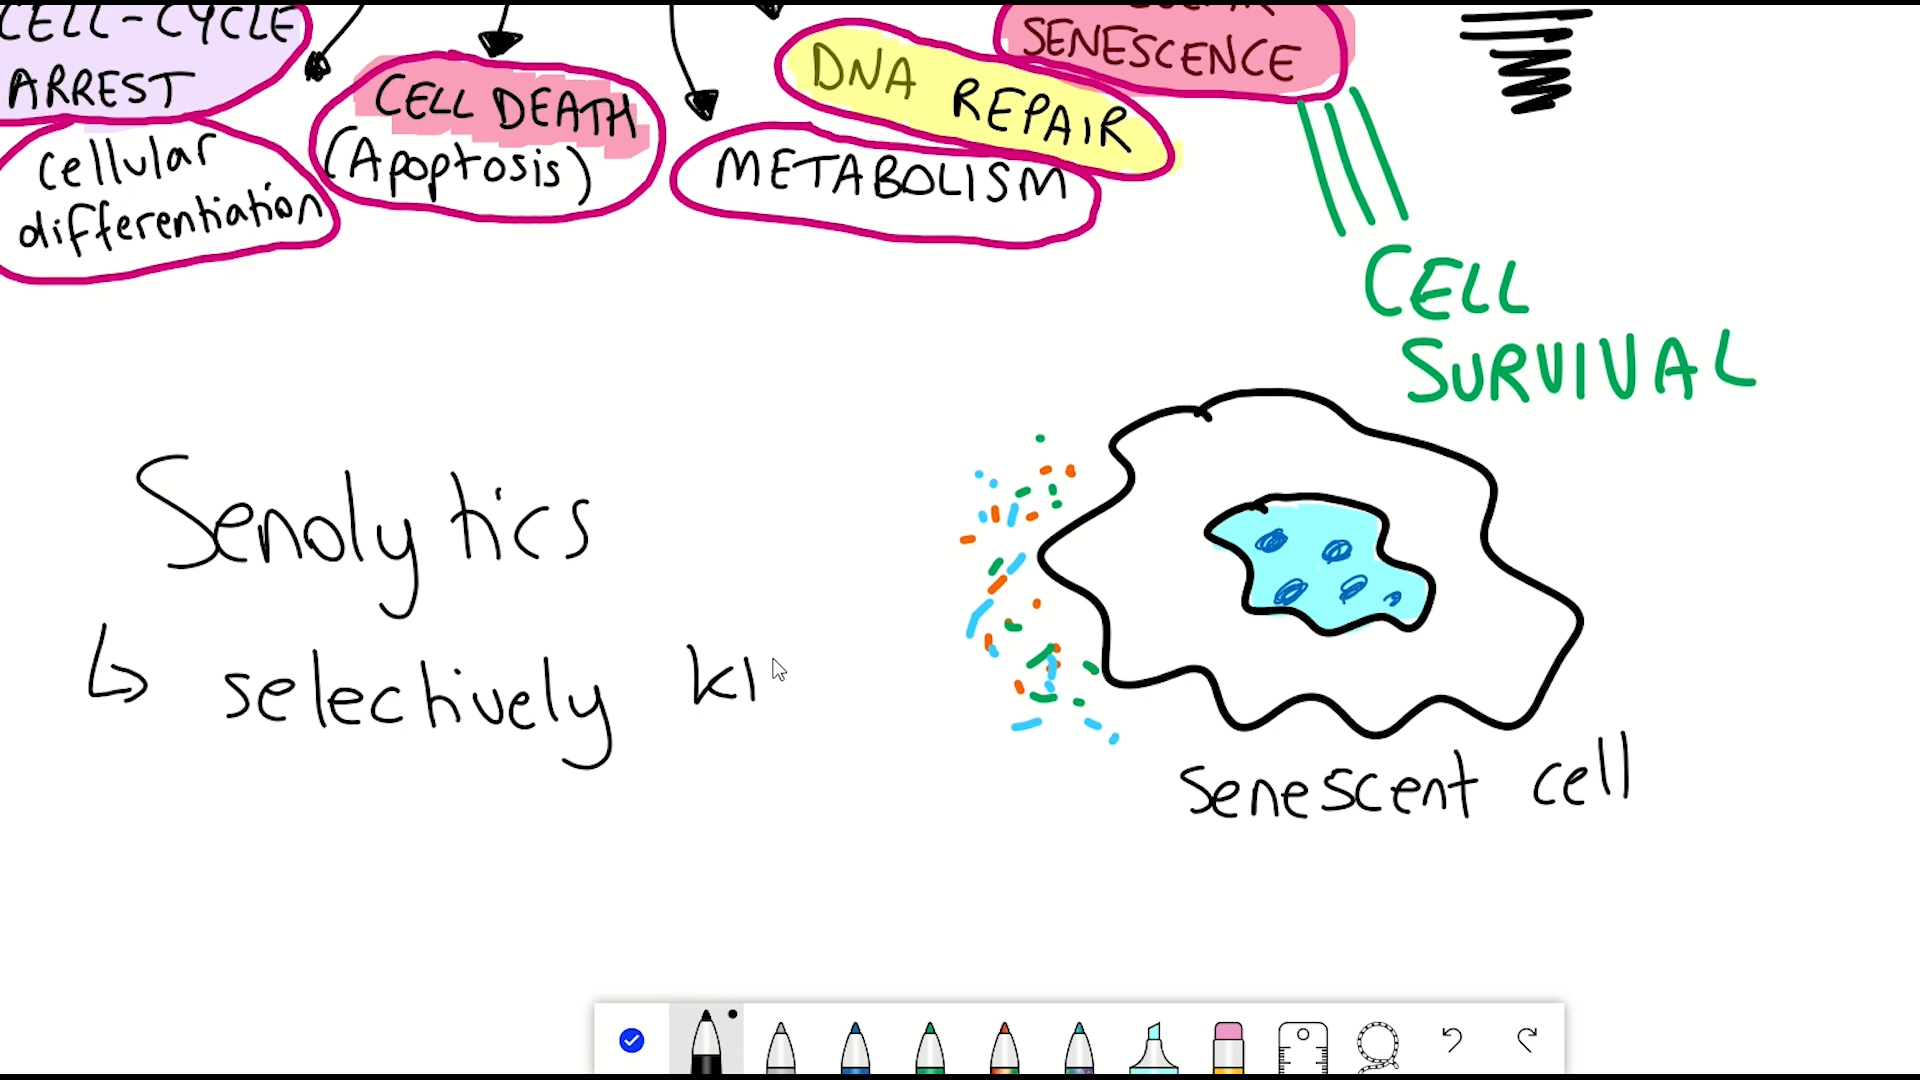 CELL-CYCLE
ARREST
cellular
differentiation
CELL DEATH
(Apoptosis)
DNA REPAIR
METABOLISM
SENESCENCE
CELL
SURVIVAL
Senolytics
↳ selectively ki
senescent cell